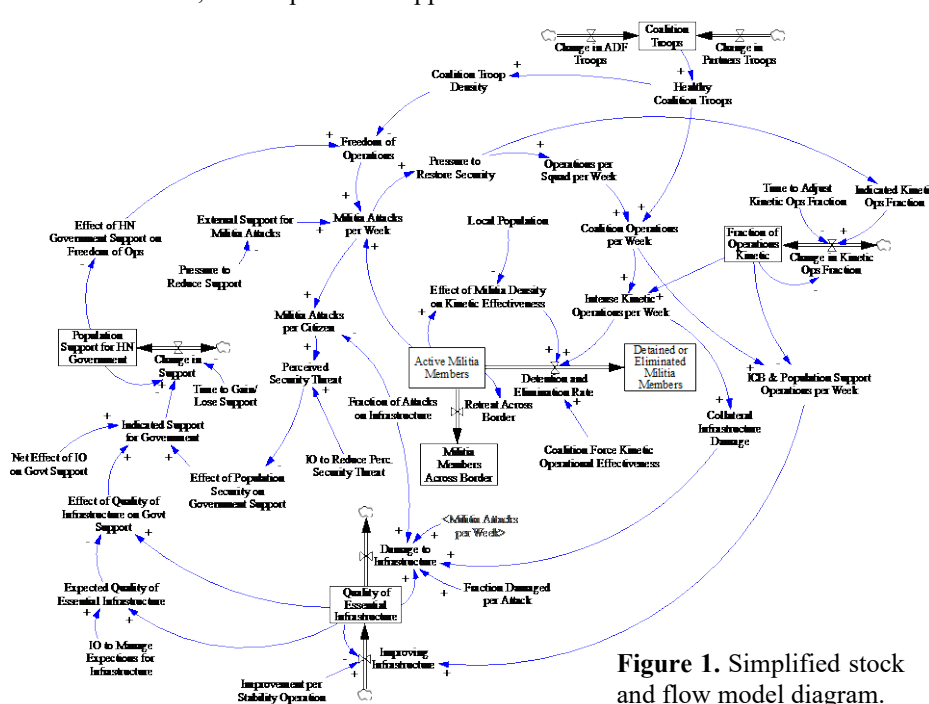 Coalition
Troops
Change in ADF
Troops
Change in
Partners Troops
Coalition Troop
Density
Healthy
Coalition Troops
Freedom of
Operations
Pressure to
Restore Security
Operations per
Squad per Week
Time to Adjust
Kinetic Ops Fraction
Indicated Kinetic
Ops Fraction
Effect of HN
Government Support on
Freedom of Ops
External Support for
Militia Attacks
Militia Attacks
per Week
Local Population
Coalition Operations
per Week
Fraction of
Operations
Kinetic
Change in Kinetic
Ops Fraction
Pressure to
Reduce Support
Effect of Militia Density
on Kinetic Effectiveness
Intense Kinetic
Operations per Week
Militia Attacks
per Citizen
Population
Support for HN
Government
Change in
Support
Time to Gain/
Lose Support
Perceived
Security Threat
Active Militia
Members
Detention and
Elimination Rate
Detained or
Eliminated Militia
Members
ICB & Population Support
Operations per Week
Fraction of Attacks
on Infrastructure
Retreat Across
Border
Collateral
Infrastructure
Damage
Indicated Support
for Government
Net Effect of IO
on Govt Support
IO to Reduce Perc.
Security Threat
Militia
Members
Across Border
Coalition Force Kinetic
Operational Effectiveness
Effect of Population
Security on
Government Support
Effect of Quality of
Infrastructure on Govt
Support
<Militia Attacks
per Week>
Damage to
Infrastructure
Expected Quality of
Essential Infrastructure
Quality of
Essential
Infrastructure
Fraction Damaged
per Attack
IO to Manage
Expections for
Infrastructure
Improving
Infrastructure
Improvement per
Stability Operation
Figure 1. Simplified stock
and flow model diagram.